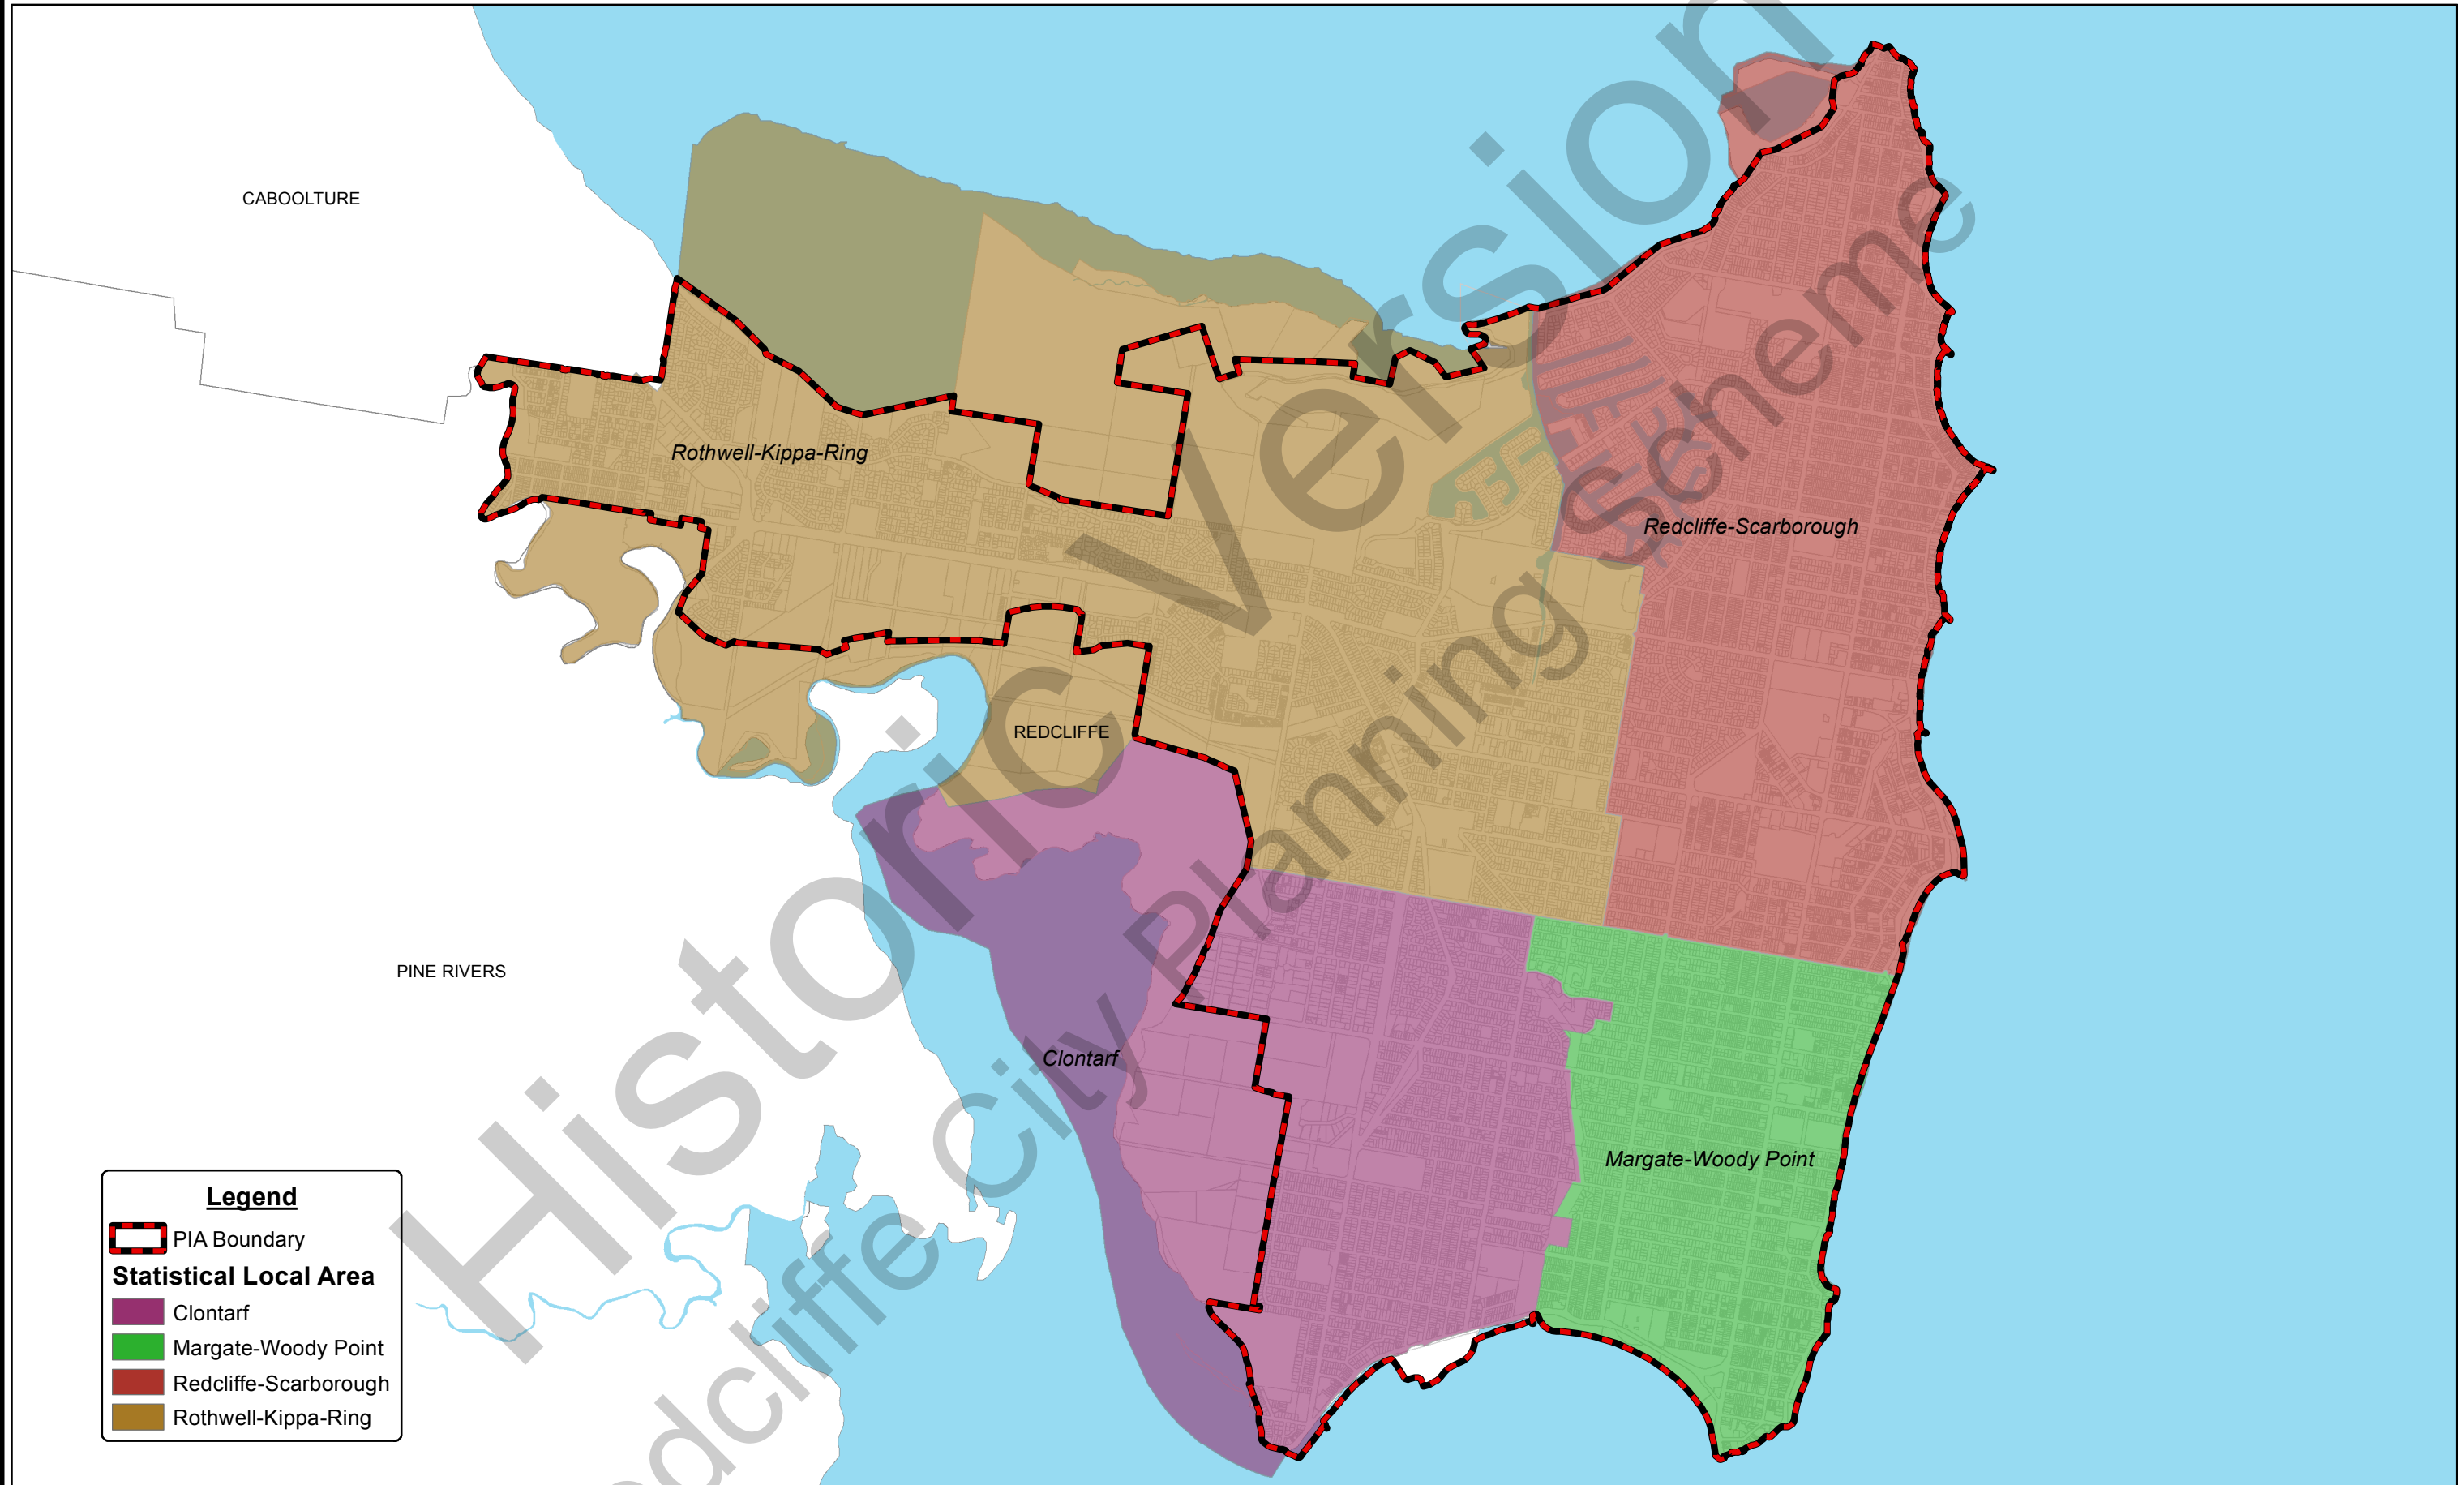 CABOOLTURE
Rothwell-Kippa-Ring
Redcliffe-Scarborough
REDCLIFFE
PINE RIVERS
Clontarf
Margate-Woody Point
Legend
PIA Boundary
Statistical Local Area
Clontarf
Margate-Woody Point
Redcliffe-Scarborough
Rothwell-Kippa-Ring
Historic Version
edcliffe City Planning Scheme